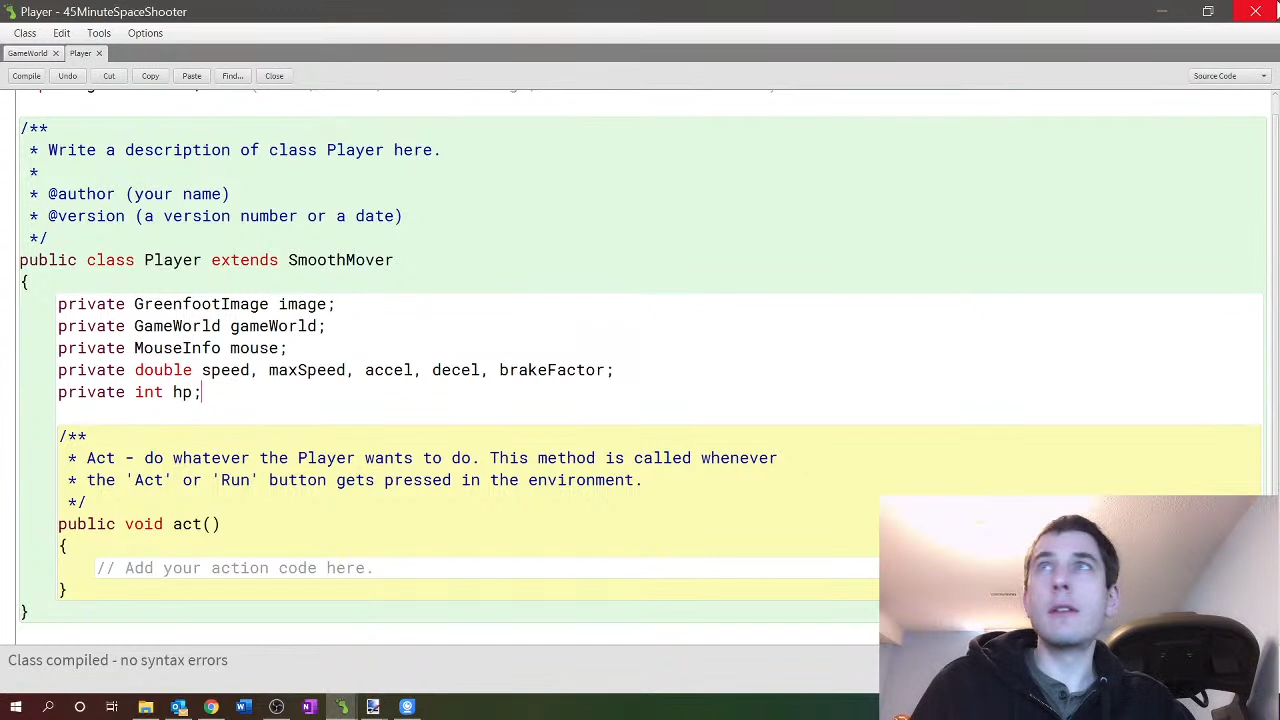 Player - 45MinuteSpaceShooter
Class Edit Tools Options
GameWorld × Player ×
Compile Undo Cut Copy Paste Find... Close Source Code
/**
* Write a description of class Player here.
*
* @author (your name)
* @version (a version number or a date)
*/
public class Player extends SmoothMover
{
private GreenfootImage image;
private GameWorld gameWorld;
private MouseInfo mouse;
private double speed, maxSpeed, accel, decel, brakeFactor;
private int hp;
/**
* Act - do whatever the Player wants to do. This method is called whenever
* the 'Act' or 'Run' button gets pressed in the environment.
*/
public void act()
{
// Add your action code here.
}
}
Class compiled - no syntax errors